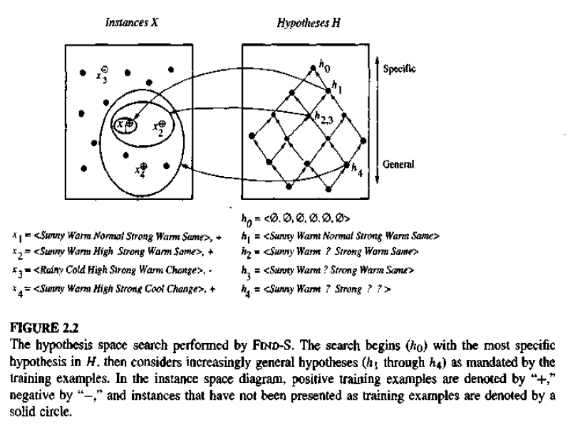 Instances X
Hypotheses H
x3
x1
x2
x4
h0
h1
h2,3
h4
Specific
General
h0 = <Ø, Ø, Ø, Ø, Ø, Ø>
x1 = <Sunny Warm Normal Strong Warm Same>, +
h1 = <Sunny Warm Normal Strong Warm Same>
x2 = <Sunny Warm High Strong Warm Same>, +
h2 = <Sunny Warm ? Strong Warm Same>
x3 = <Rainy Cold High Strong Warm Change>, -
h3 = <Sunny Warm ? Strong Warm Same>
x4 = <Sunny Warm High Strong Cool Change>, +
h4 = <Sunny Warm ? Strong ? ? >
FIGURE 2.2
The hypothesis space search performed by FIND-S. The search begins (h0) with the most specific
hypothesis in H, then considers increasingly general hypotheses (h1 through h4) as mandated by the
training examples. In the instance space diagram, positive training examples are denoted by “+,”
negative by “−,” and instances that have not been presented as training examples are denoted by a
solid circle.